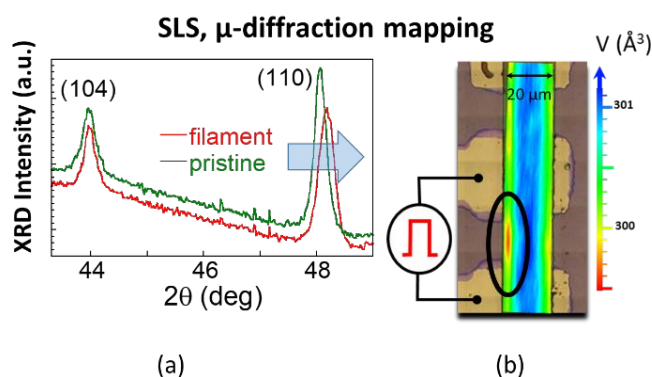 SLS, μ-diffraction mapping
XRD Intensity (a.u.)
(104)
(110)
filament
pristine
44
46
48
2θ (deg)
(a)
V (Å³)
20 μm
301
300
(b)